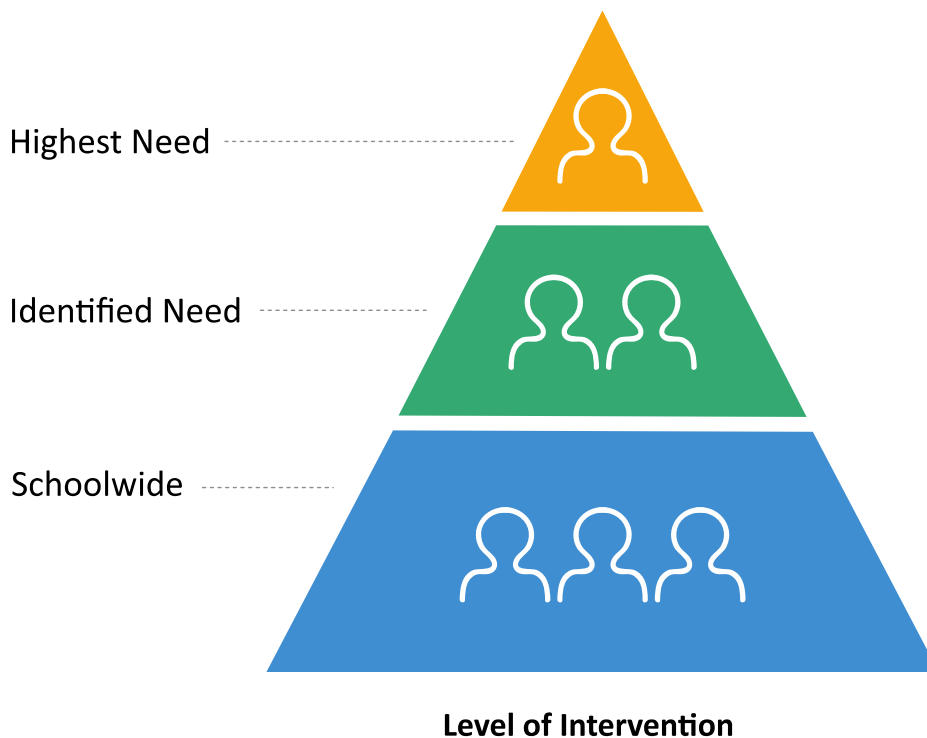 Highest Need
Identified Need
Schoolwide
Level of Intervention